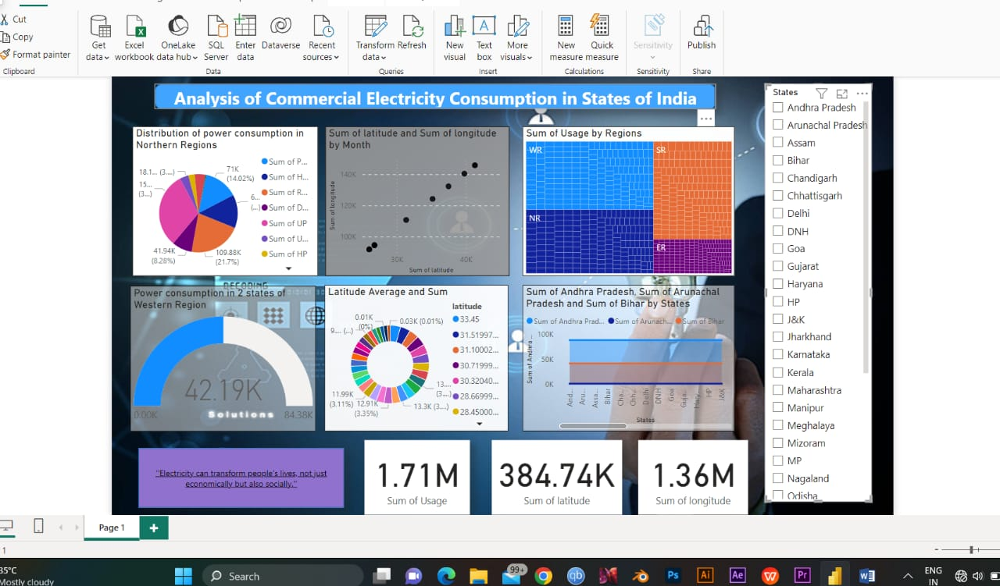 Cut
Copy
Format painter
Clipboard
Get data
Excel workbook
OneLake data hub
SQL Server
Enter data
Dataverse
Recent sources
Data
Transform data
Refresh
Queries
New visual
Text box
More visuals
Insert
New measure
Quick measure
Calculations
Sensitivity
Sensitivity
Publish
Share
Analysis of Commercial Electricity Consumption in States of India
Distribution of power consumption in
Northern Regions
18.1... (3....)
15...
(3...)
71K
(14.02%)
6...
(...)
41.94K
(8.28%)
109.88K
(21.7%)
Sum of P...
Sum of H...
Sum of R...
Sum of D...
Sum of UP
Sum of U...
Sum of HP
Sum of latitude and Sum of longitude
by Month
Sum of longitude
140K
120K
100K
30K
40K
Sum of latitude
Sum of Usage by Regions
WR
SR
NR
ER
DECODING
Power consumption in 2 states of
Western Region
42.19K
0.00K
Solutions
84.38K
Latitude Average and Sum
0.01K
(0%)
0.03K (0.01%)
9.... (...)
11.99K
(3.11%)
12.91K
(3.35%)
13.3K (3....)
13....
(3....)
latitude
33.45
31.51997...
31.10002...
30.71999...
30.32040...
28.66999...
28.45000...
Sum of Andhra Pradesh, Sum of Arunachal
Pradesh and Sum of Bihar by States
Sum of Andhra Prad...
Sum of Arunach...
Sum of Bihar
Sum of Andhra ...
100K
50K
0K
And...
Aru...
Assa...
Bihar
Cha...
Chh...
Delhi
DNH
Goa
Guja...
Hary...
HP
J&K
States
"Electricity can transform people's lives, not just
economically but also socially."
1.71M
Sum of Usage
384.74K
Sum of latitude
1.36M
Sum of longitude
States
Andhra Pradesh
Arunachal Pradesh
Assam
Bihar
Chandigarh
Chhattisgarh
Delhi
DNH
Goa
Gujarat
Haryana
HP
J&K
Jharkhand
Karnataka
Kerala
Maharashtra
Manipur
Meghalaya
Mizoram
MP
Nagaland
Odisha
Page 1
1
35°C
Mostly cloudy
Search
99+
qb
Ps
Ai
Ae
Pr
W
ENG
IN